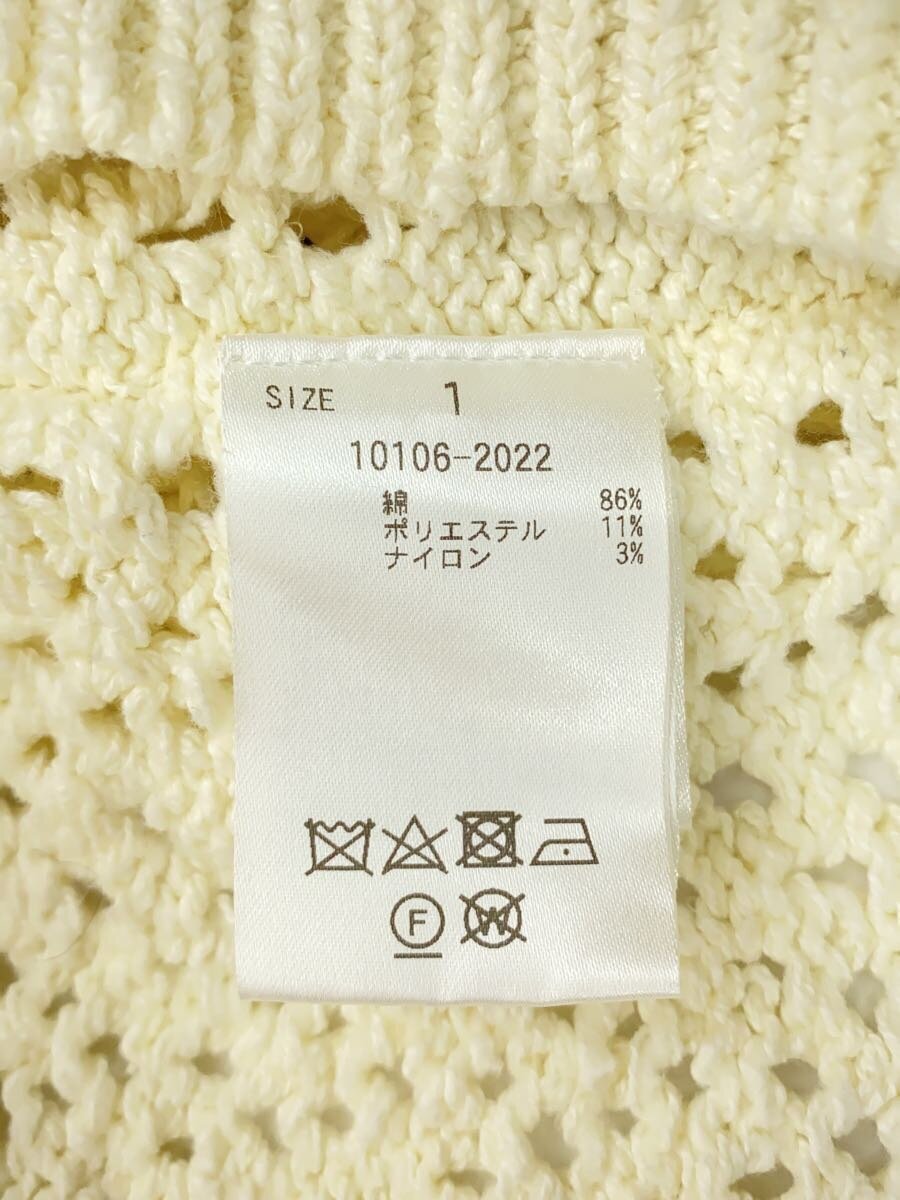 SIZE 1
10106-2022
綿 86%
ポリエステル 11%
ナイロン 3%
F W